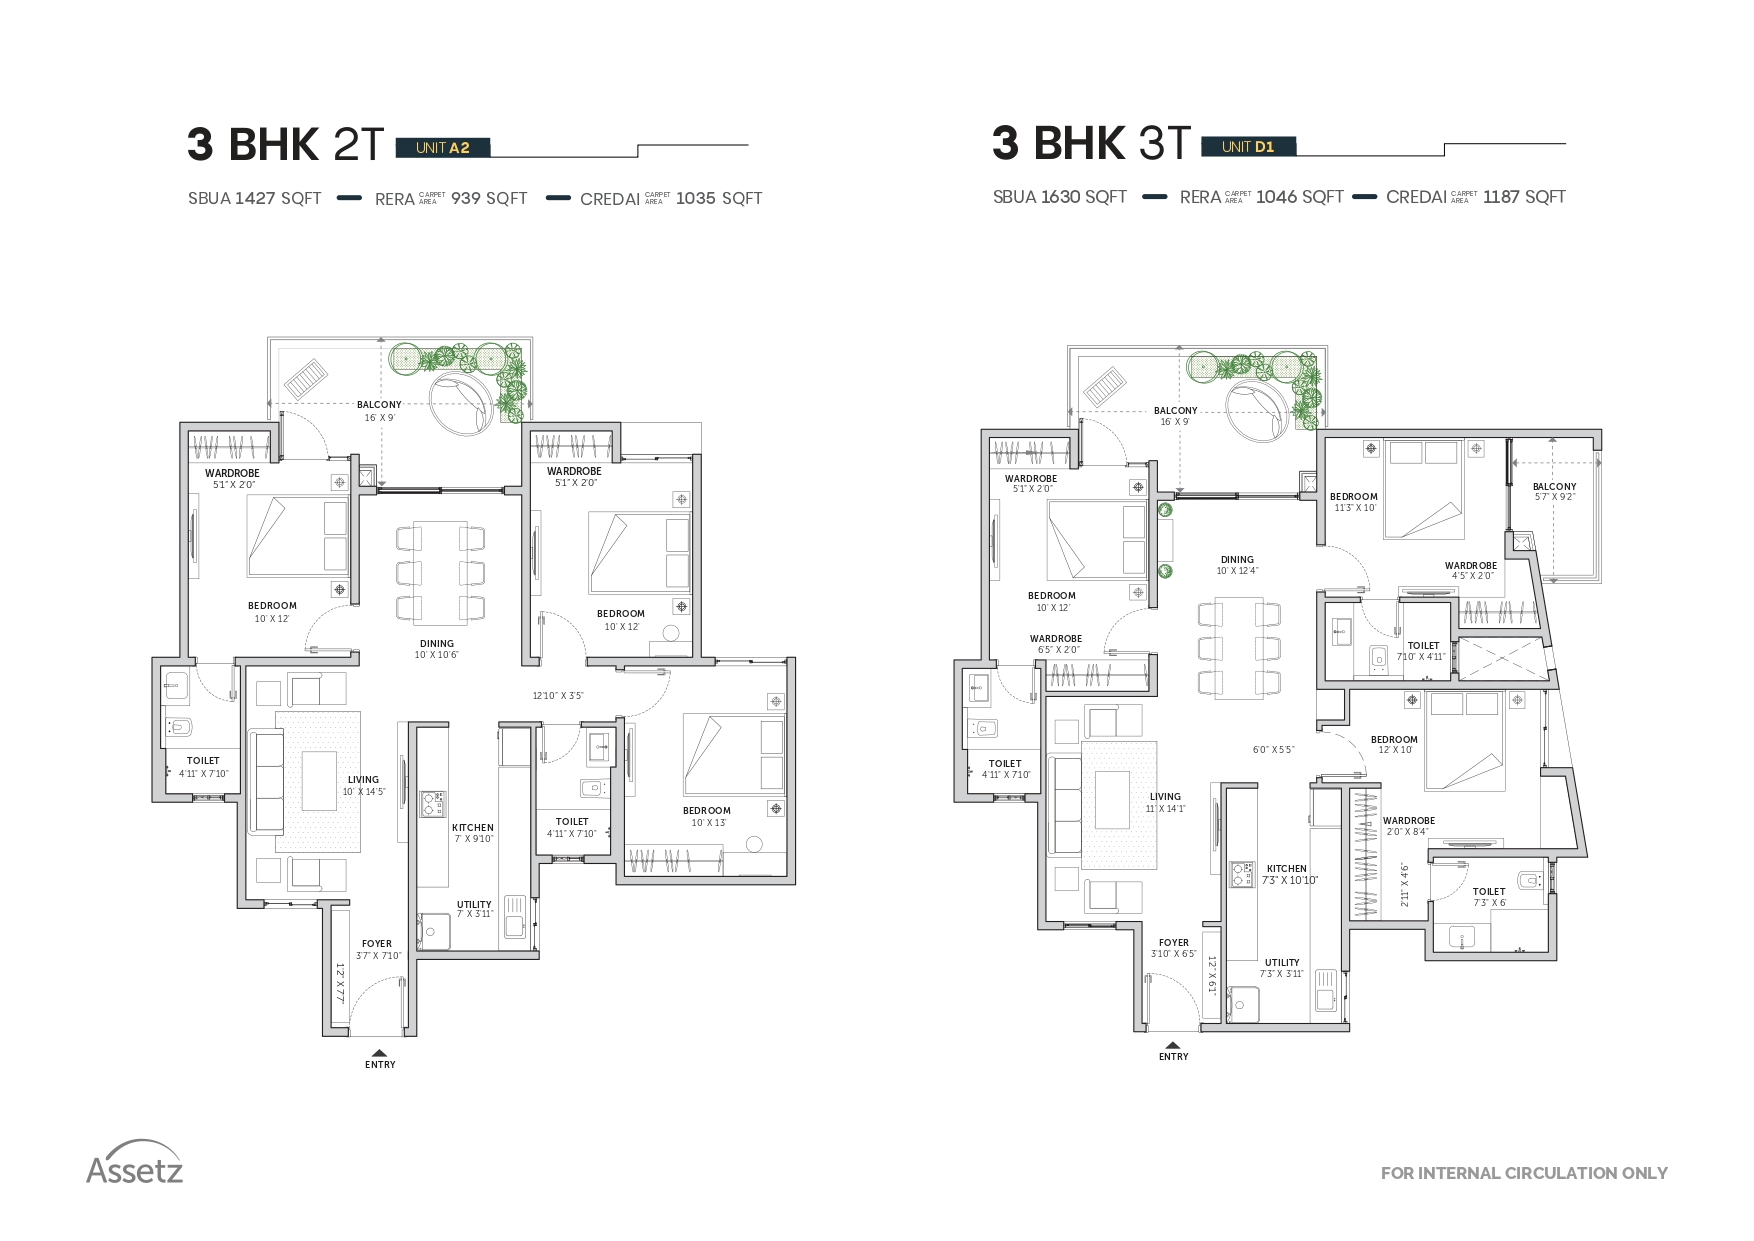 3 BHK 2T UNIT A2
SBUA 1427 SQFT RERA CARPET AREA 939 SQFT CREDAI CARPET AREA 1035 SQFT
BALCONY
16' X 9'
WARDROBE
5'1" X 2'0"
WARDROBE
5'1" X 2'0"
BEDROOM
10' X 12'
BEDROOM
10' X 12'
DINING
10' X 10'6"
12'10" X 3'5"
TOILET
4'11" X 7'10"
LIVING
10' X 14'5"
KITCHEN
7' X 9'10"
TOILET
4'11" X 7'10"
BEDROOM
10' X 13'
UTILITY
7' X 3'11"
FOYER
3'7" X 7'10"
1'2" X 7'7"
ENTRY
3 BHK 3T UNIT D1
SBUA 1630 SQFT RERA CARPET AREA 1046 SQFT CREDAI CARPET AREA 1187 SQFT
BALCONY
16' X 9'
WARDROBE
5'1" X 2'0"
BEDROOM
11'3" X 10'
BALCONY
5'7" X 9'2"
DINING
10' X 12'4"
WARDROBE
4'5" X 2'0"
BEDROOM
10' X 12'
WARDROBE
6'5" X 2'0"
TOILET
7'10" X 4'11"
BEDROOM
12' X 10'
6'0" X 5'5"
TOILET
4'11" X 7'10"
LIVING
11' X 14'1"
WARDROBE
2'0" X 8'4"
KITCHEN
7'3" X 10'10"
2'11" X 4'6"
TOILET
7'3" X 6'
FOYER
3'10" X 6'5"
1'2" X 6'1"
UTILITY
7'3" X 3'11"
ENTRY
Assetz
FOR INTERNAL CIRCULATION ONLY